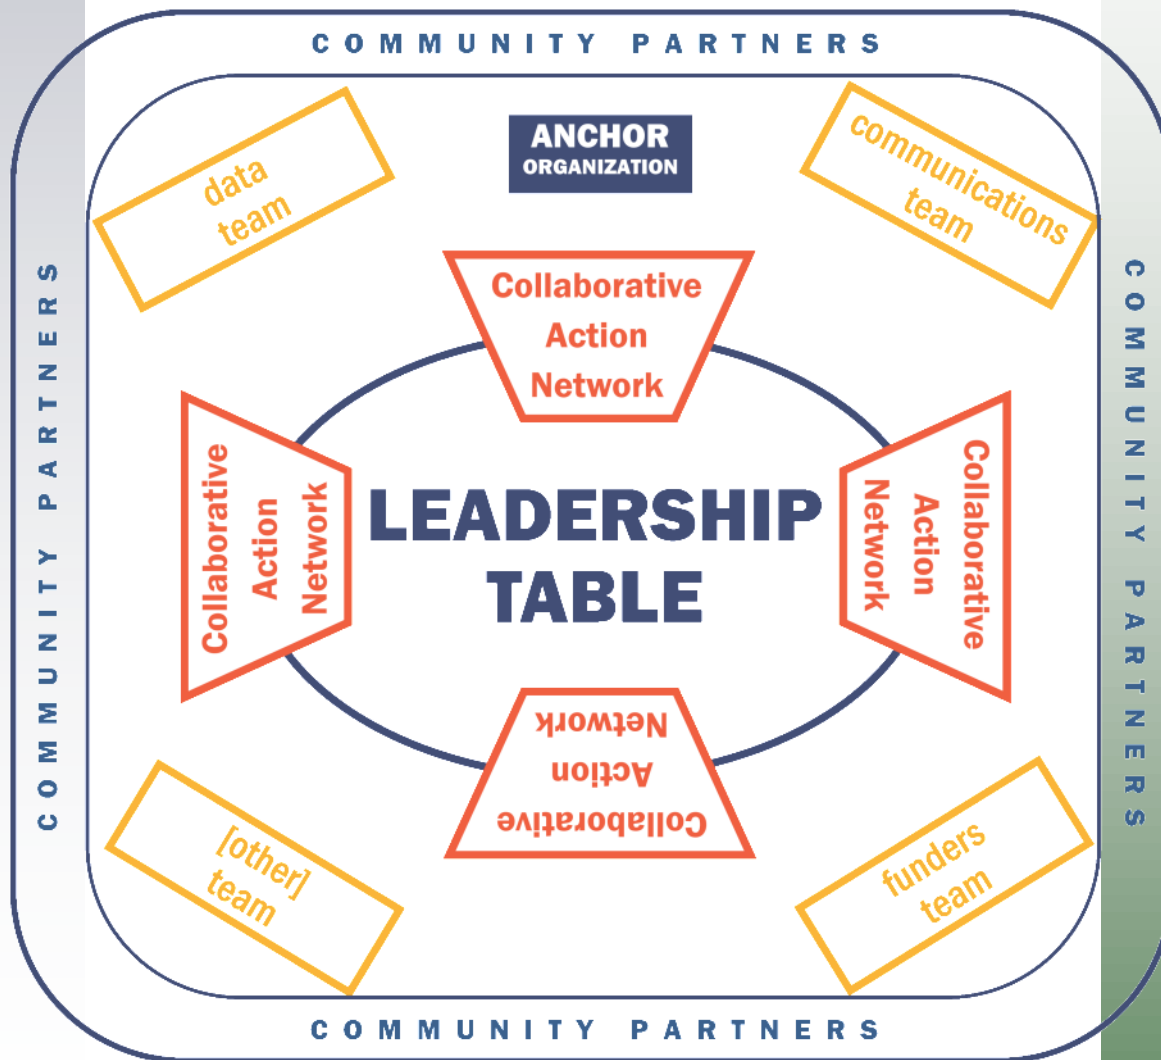 COMMUNITY PARTNERS
ANCHOR
ORGANIZATION
data
team
communications
team
COMMUNITY PARTNERS
COMMUNITY PARTNERS
Collaborative
Action
Network
Collaborative
Action
Network
LEADERSHIP
TABLE
Collaborative
Action
Network
Collaborative
Action
Network
[other]
team
funders
team
COMMUNITY PARTNERS